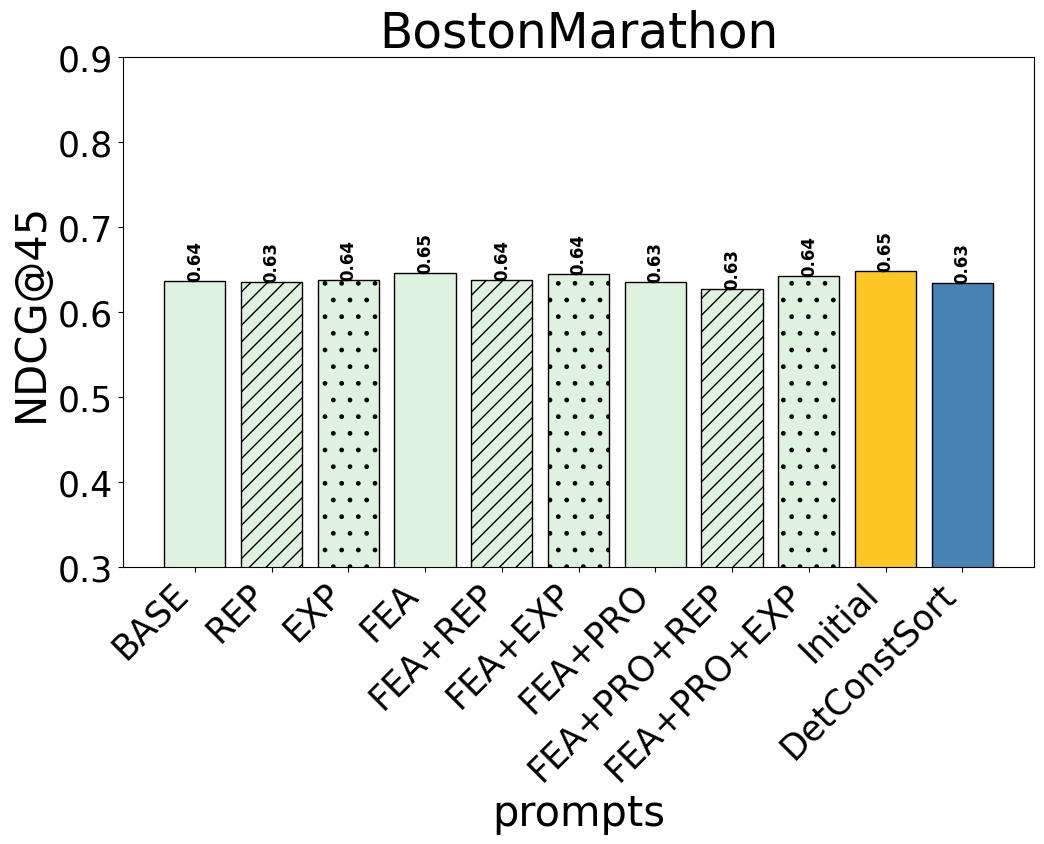 BostonMarathon
NDCG@45
0.9
0.8
0.7
0.6
0.5
0.4
0.3
0.64
0.63
0.64
0.65
0.64
0.64
0.63
0.63
0.64
0.65
0.63
BASE
REP
EXP
FEA
FEA+REP
FEA+EXP
FEA+PRO
FEA+PRO+REP
FEA+PRO+EXP
Initial
DetConstSort
prompts